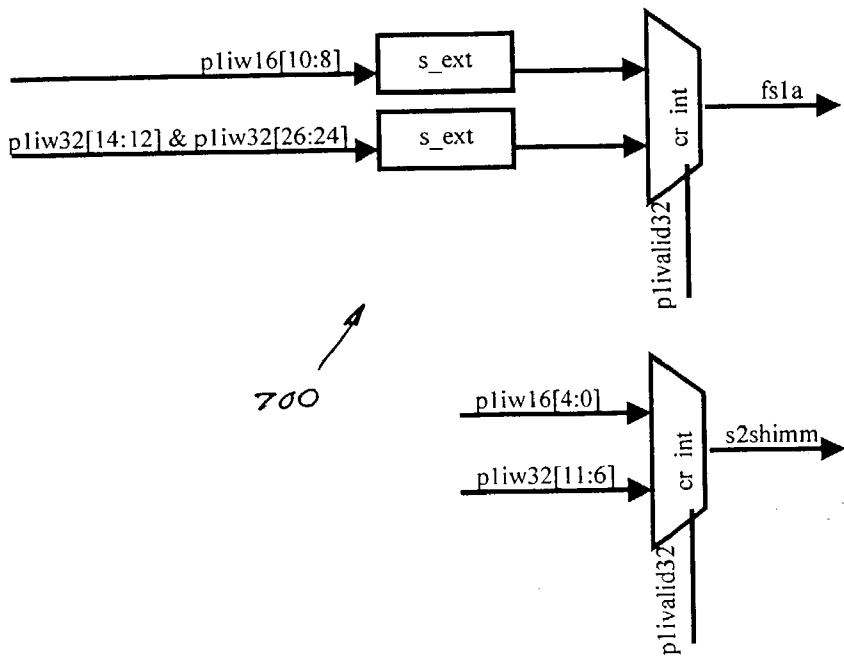 p1iw16[10:8]
s_ext
p1iw32[14:12] & p1iw32[26:24]
s_ext
cr int
fs1a
p1ivalid32
700
p1iw16[4:0]
p1iw32[11:6]
cr int
s2shimm
p1ivalid32